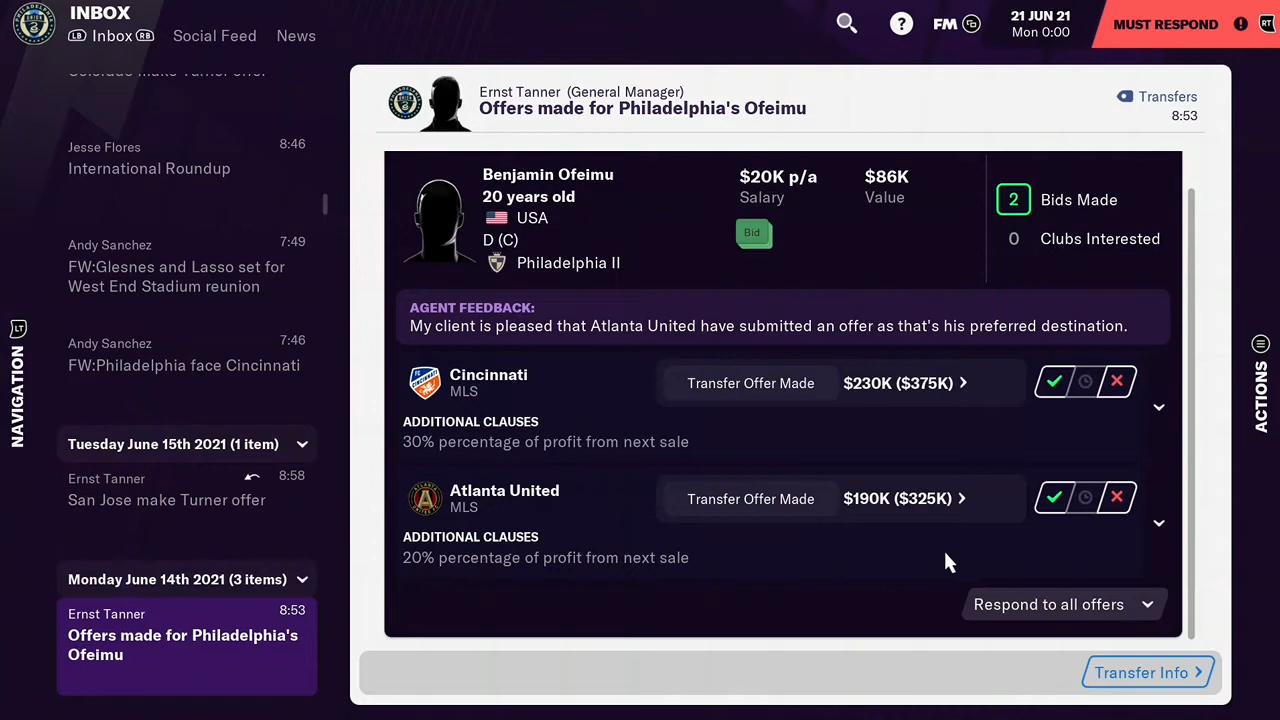 INBOX
LB Inbox RB
Social Feed
News
?
FM
21 JUN 21
Mon 0:00
MUST RESPOND
RT
Colorado make Turner offer
Jesse Flores 8:46
International Roundup
Andy Sanchez 7:49
FW:Glesnes and Lasso set for
West End Stadium reunion
Andy Sanchez 7:46
FW:Philadelphia face Cincinnati
Tuesday June 15th 2021 (1 item)
Ernst Tanner 8:58
San Jose make Turner offer
Monday June 14th 2021 (3 items)
Ernst Tanner 8:53
Offers made for Philadelphia's
Ofeimu
LT
NAVIGATION
Ernst Tanner (General Manager)
Offers made for Philadelphia's Ofeimu
Transfers
8:53
Benjamin Ofeimu
20 years old
USA
D (C)
Philadelphia II
$20K p/a
Salary
Bid
$86K
Value
2 Bids Made
0 Clubs Interested
AGENT FEEDBACK:
My client is pleased that Atlanta United have submitted an offer as that's his preferred destination.
Cincinnati
MLS
Transfer Offer Made $230K ($375K)
ADDITIONAL CLAUSES
30% percentage of profit from next sale
Atlanta United
MLS
Transfer Offer Made $190K ($325K)
ADDITIONAL CLAUSES
20% percentage of profit from next sale
Respond to all offers
Transfer Info
ACTIONS